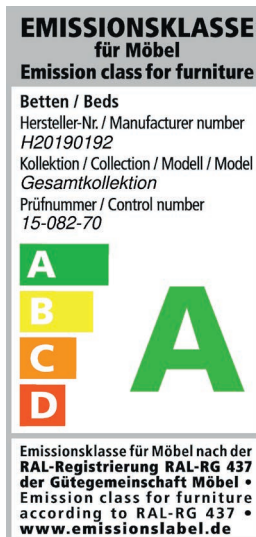 EMISSIONSKLASSE
für Möbel
Emission class for furniture
Betten / Beds
Hersteller-Nr. / Manufacturer number
H20190192
Kollektion / Collection / Modell / Model
Gesamtkollektion
Prüfnummer / Control number
15-082-70
A
B
C
D
A
Emissionsklasse für Möbel nach der
RAL-Registrierung RAL-RG 437
der Gütegemeinschaft Möbel •
Emission class for furniture
according to RAL-RG 437 •
www.emissionslabel.de